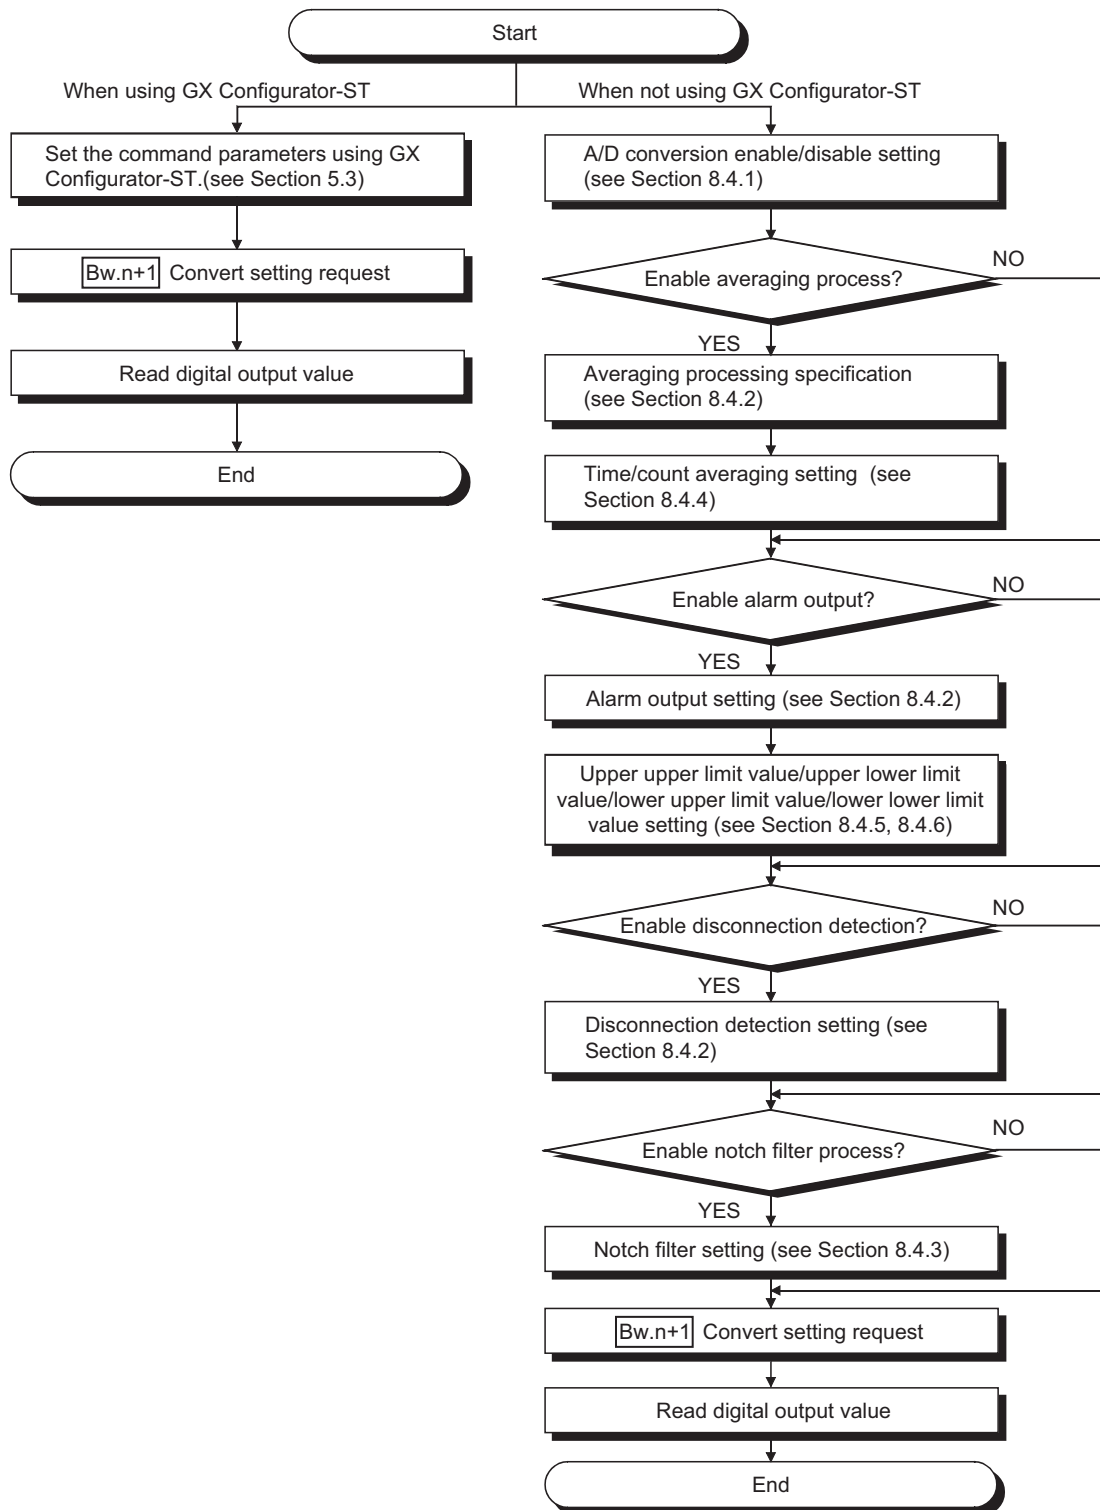 Start
When using GX Configurator-ST
When not using GX Configurator-ST
Set the command parameters using GX
Configurator-ST.(see Section 5.3)
Bw.n+1 Convert setting request
Read digital output value
End
A/D conversion enable/disable setting
(see Section 8.4.1)
Enable averaging process?
NO
YES
Averaging processing specification
(see Section 8.4.2)
Time/count averaging setting (see
Section 8.4.4)
Enable alarm output?
NO
YES
Alarm output setting (see Section 8.4.2)
Upper upper limit value/upper lower limit
value/lower upper limit value/lower lower limit
value setting (see Section 8.4.5, 8.4.6)
Enable disconnection detection?
NO
YES
Disconnection detection setting (see
Section 8.4.2)
Enable notch filter process?
NO
YES
Notch filter setting (see Section 8.4.3)
Bw.n+1 Convert setting request
Read digital output value
End